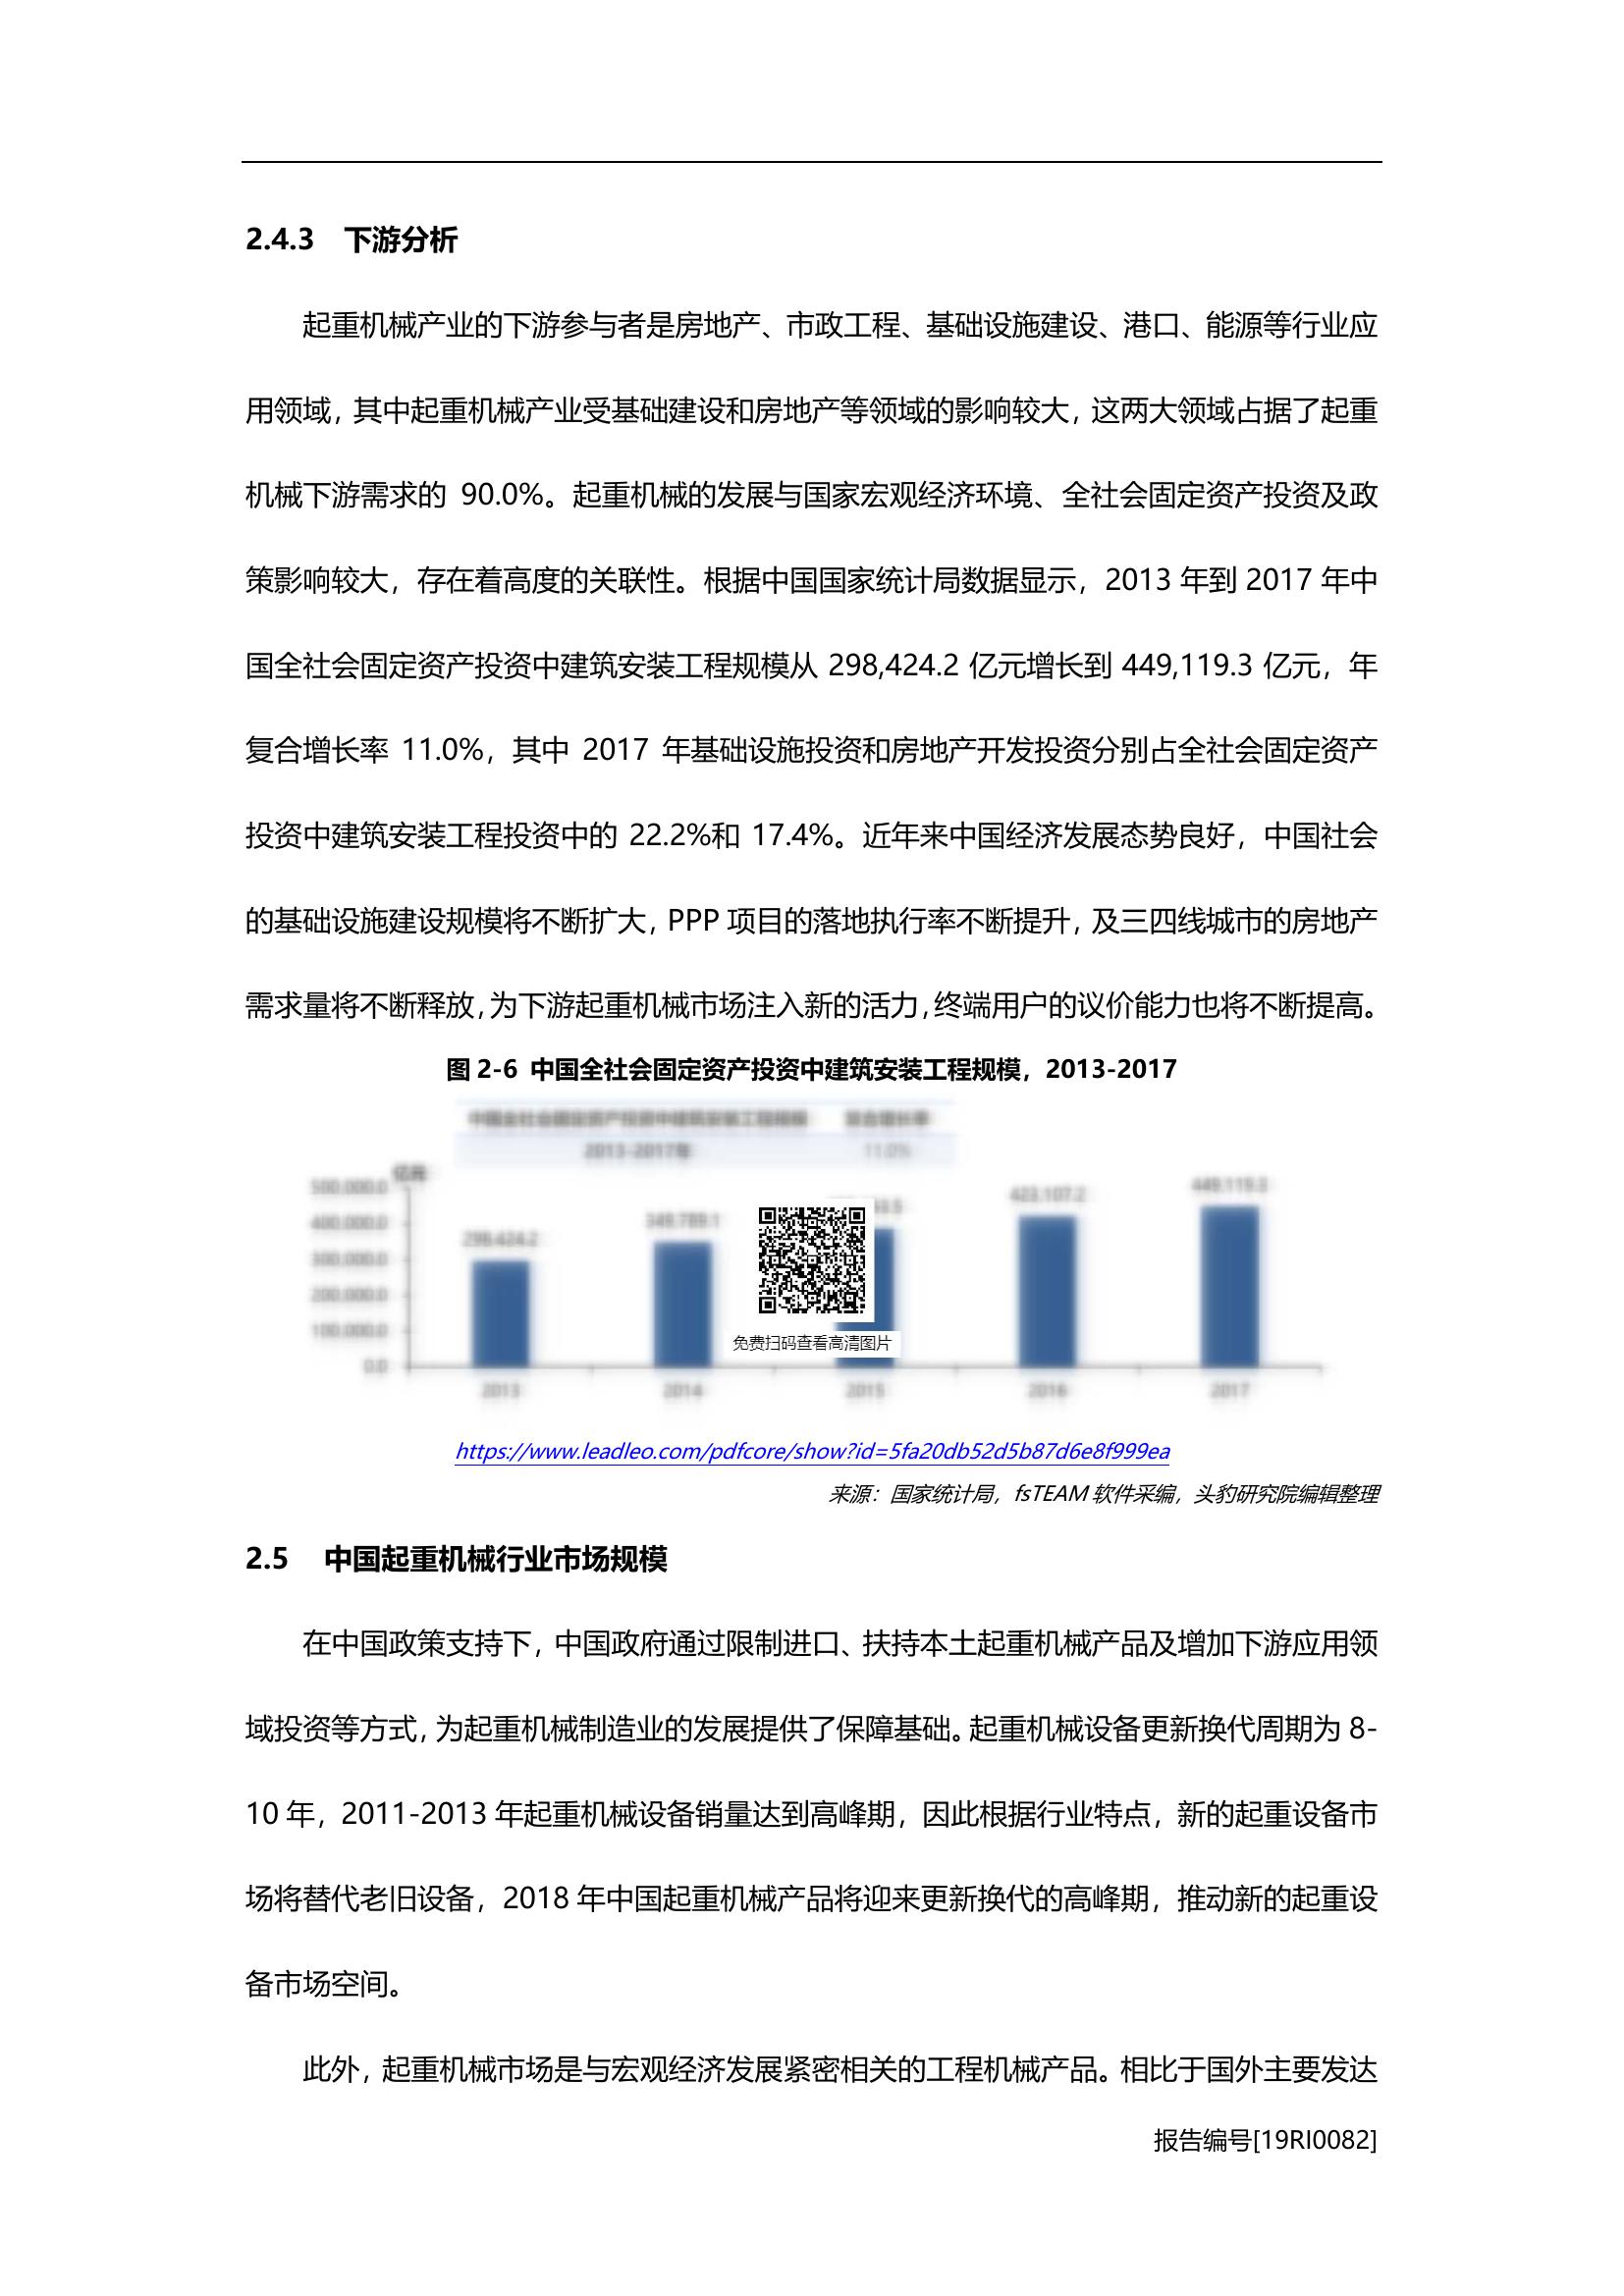 2.4.3 下游分析
起重机械产业的下游参与者是房地产、市政工程、基础设施建设、港口、能源等行业应
用领域，其中起重机械产业受基础建设和房地产等领域的影响较大，这两大领域占据了起重
机械下游需求的 90.0%。起重机械的发展与国家宏观经济环境、全社会固定资产投资及政
策影响较大，存在着高度的关联性。根据中国国家统计局数据显示，2013 年到 2017 年中
国全社会固定资产投资中建筑安装工程规模从 298,424.2 亿元增长到 449,119.3 亿元，年
复合增长率 11.0%，其中 2017 年基础设施投资和房地产开发投资分别占全社会固定资产
投资中建筑安装工程投资中的 22.2%和 17.4%。近年来中国经济发展态势良好，中国社会
的基础设施建设规模将不断扩大，PPP 项目的落地执行率不断提升，及三四线城市的房地产
需求量将不断释放，为下游起重机械市场注入新的活力，终端用户的议价能力也将不断提高。
图 2-6 中国全社会固定资产投资中建筑安装工程规模，2013-2017
中国全社会固定资产投资中建筑安装工程规模 复合增长率
2013-2017年 11.0%
亿元
500,000.0
400,000.0
300,000.0
200,000.0
100,000.0
0.0
298,424.2
349,789.1
423,107.2
449,119.3
免费扫码查看高清图片
2013 2014 2015 2016 2017
https://www.leadleo.com/pdfcore/show?id=5fa20db52d5b87d6e8f999ea
来源：国家统计局，fsTEAM 软件采编，头豹研究院编辑整理
2.5 中国起重机械行业市场规模
在中国政策支持下，中国政府通过限制进口、扶持本土起重机械产品及增加下游应用领
域投资等方式，为起重机械制造业的发展提供了保障基础。起重机械设备更新换代周期为 8-
10 年，2011-2013 年起重机械设备销量达到高峰期，因此根据行业特点，新的起重设备市
场将替代老旧设备，2018 年中国起重机械产品将迎来更新换代的高峰期，推动新的起重设
备市场空间。
此外，起重机械市场是与宏观经济发展紧密相关的工程机械产品。相比于国外主要发达
报告编号[19RI0082]